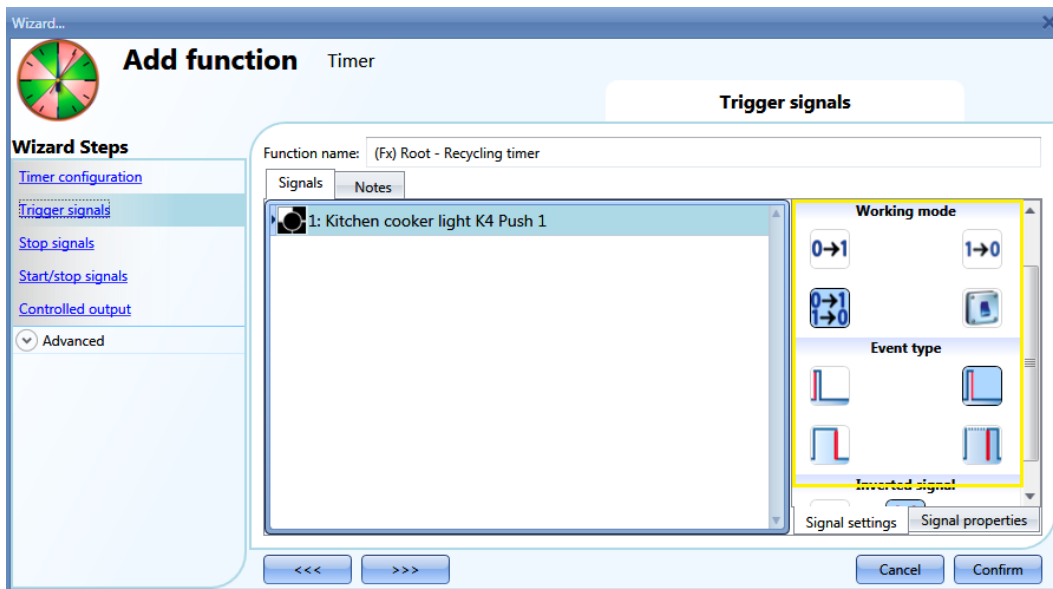 Wizard...
Add function Timer
Trigger signals
Wizard Steps
Timer configuration
Trigger signals
Stop signals
Start/stop signals
Controlled output
Advanced
Function name: (Fx) Root - Recycling timer
Signals Notes
1: Kitchen cooker light K4 Push 1
Working mode
0→1 1→0
0→1
1→0
Event type
Inverted signal
Signal settings Signal properties
<<< >>> Cancel Confirm